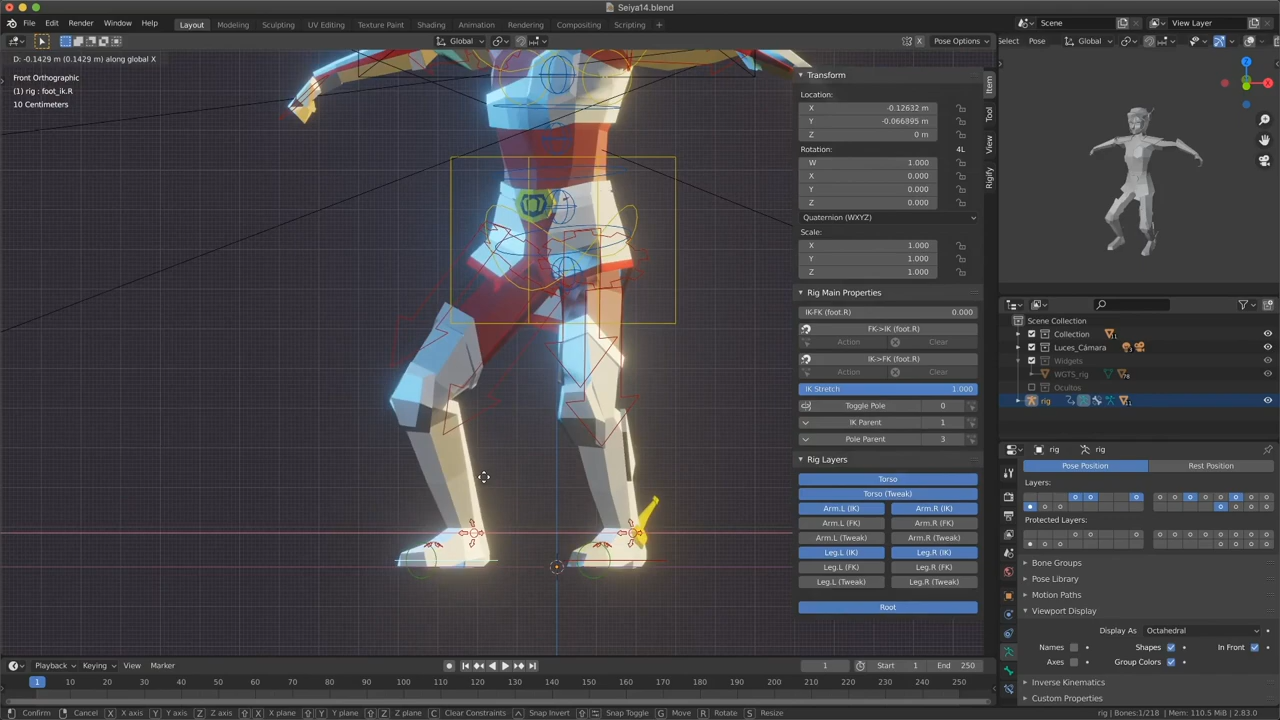 Seiya14.blend
File Edit Render Window Help Layout Modeling Sculpting UV Editing Texture Paint Shading Animation Rendering Compositing Scripting Scene View Layer
Global Pose Options Select Pose Global
D: -0.1429 m (0.1429 m) along global X
Front Orthographic
(1) rig : foot_ik.R
10 Centimeters
Transform
Location:
X -0.12632 m
Y -0.066895 m
Z 0 m
Rotation: 4L
W 1.000
X 0.000
Y 0.000
Z 0.000
Quaternion (WXYZ)
Scale:
X 1.000
Y 1.000
Z 1.000
Rig Main Properties
IK-FK (foot.R) 0.000
FK->IK (foot.R)
Action Clear
IK->FK (foot.R)
Action Clear
IK Stretch 1.000
Toggle Pole 0
IK Parent 1
Pole Parent 3
Rig Layers
Torso
Torso (Tweak)
Arm.L (IK) Arm.R (IK)
Arm.L (FK) Arm.R (FK)
Arm.L (Tweak) Arm.R (Tweak)
Leg.L (IK) Leg.R (IK)
Leg.L (FK) Leg.R (FK)
Leg.L (Tweak) Leg.R (Tweak)
Root
Item
Tool
View
Rigify
Z
X
Scene Collection
Collection 11
Luces_Cámara 3
Widgets
WGTS_rig 78
Ocultos
rig 11
rig rig
Pose Position Rest Position
Layers:
Protected Layers:
Bone Groups
Pose Library
Motion Paths
Viewport Display
Display As Octahedral
Names Shapes In Front
Axes Group Colors
Inverse Kinematics
Custom Properties
Playback Keying View Marker 1 Start 1 End 250
1 10 20 30 40 50 60 70 80 90 100 110 120 130 140 150 160 170 180 190 200 210 220 230 240 250
Confirm Cancel X X axis Y Y axis Z Z axis X X plane Y Y plane Z Z plane C Clear Constraints Snap Invert Snap Toggle G Move R Rotate S Resize rig | Bones:1/218 | Mem: 110.5 MiB | 2.83.0